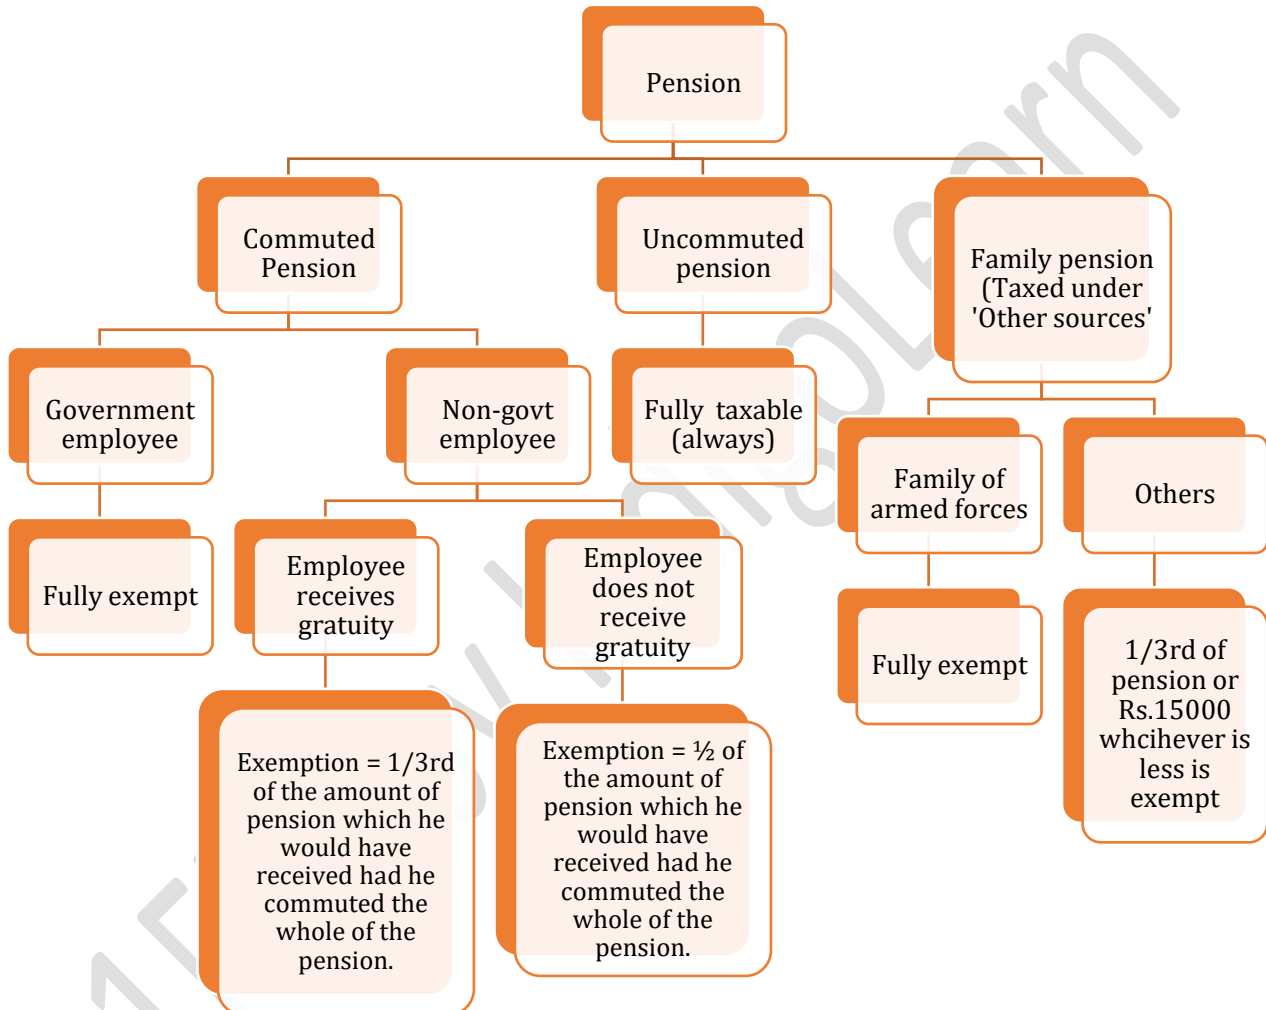 Pension
Commuted
Pension
Uncommuted
pension
Family pension
(Taxed under
'Other sources'
Government
employee
Non-govt
employee
Fully taxable
(always)
Family of
armed forces
Others
Fully exempt
Employee
receives
gratuity
Employee
does not
receive
gratuity
Fully exempt
1/3rd of
pension or
Rs.15000
whcihever is
less is
exempt
Exemption = 1/3rd
of the amount of
pension which he
would have
received had he
commuted the
whole of the
pension.
Exemption = ½ of
the amount of
pension which he
would have
received had he
commuted the
whole of the
pension.